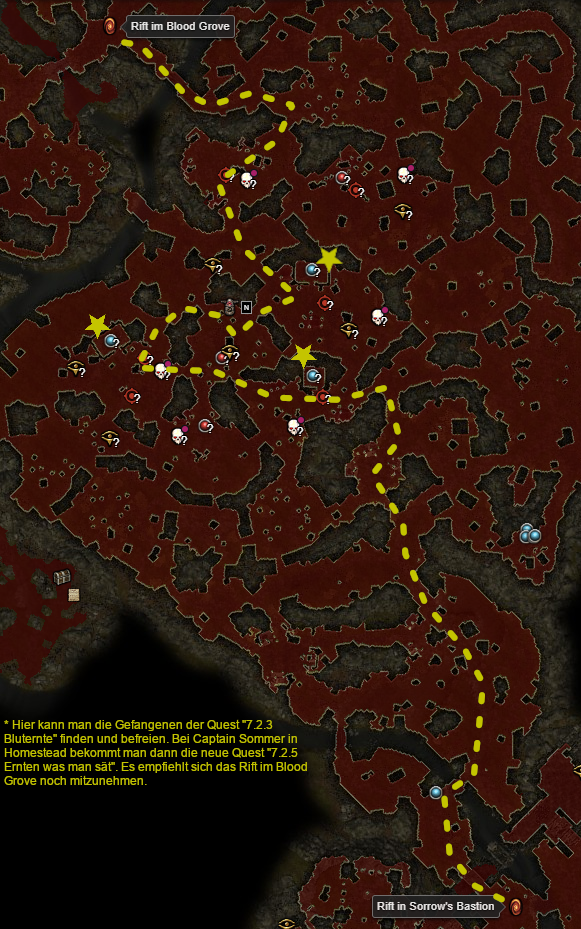 Rift im Blood Grove
?
?
?
?
?
?
?
?
?
N
?
?
?
?
?
?
?
?
?
?
?
?
?
?
* Hier kann man die Gefangenen der Quest "7.2.3
Bluternte" finden und befreien. Bei Captain Sommer in
Homestead bekommt man dann die neue Quest "7.2.5
Ernten was man sät". Es empfiehlt sich das Rift im Blood
Grove noch mitzunehmen.
Rift in Sorrow's Bastion